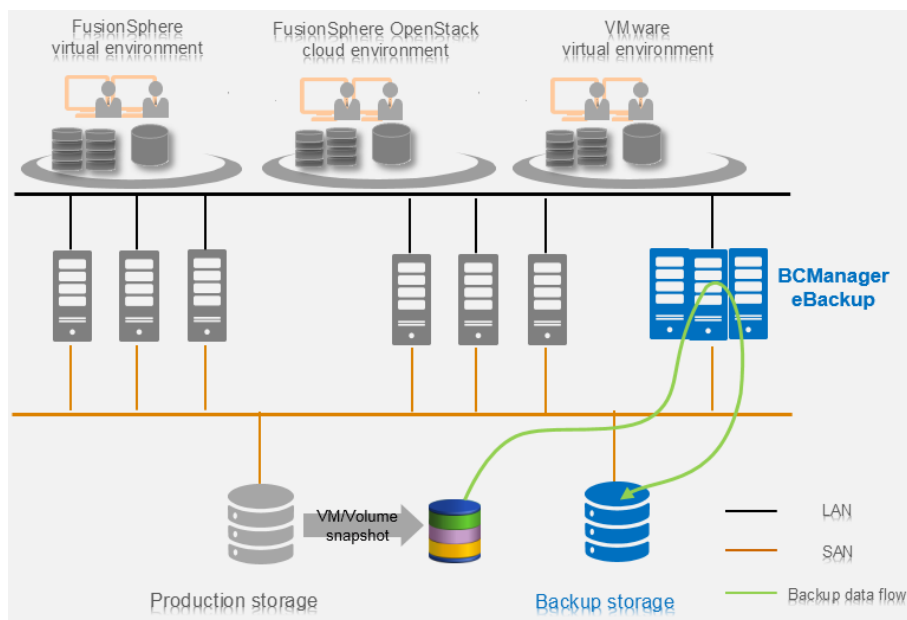 FusionSphere
virtual environment
FusionSphere OpenStack
cloud environment
VMware
virtual environment
BCManager
eBackup
VM/Volume
snapshot
Production storage
Backup storage
LAN
SAN
Backup data flow